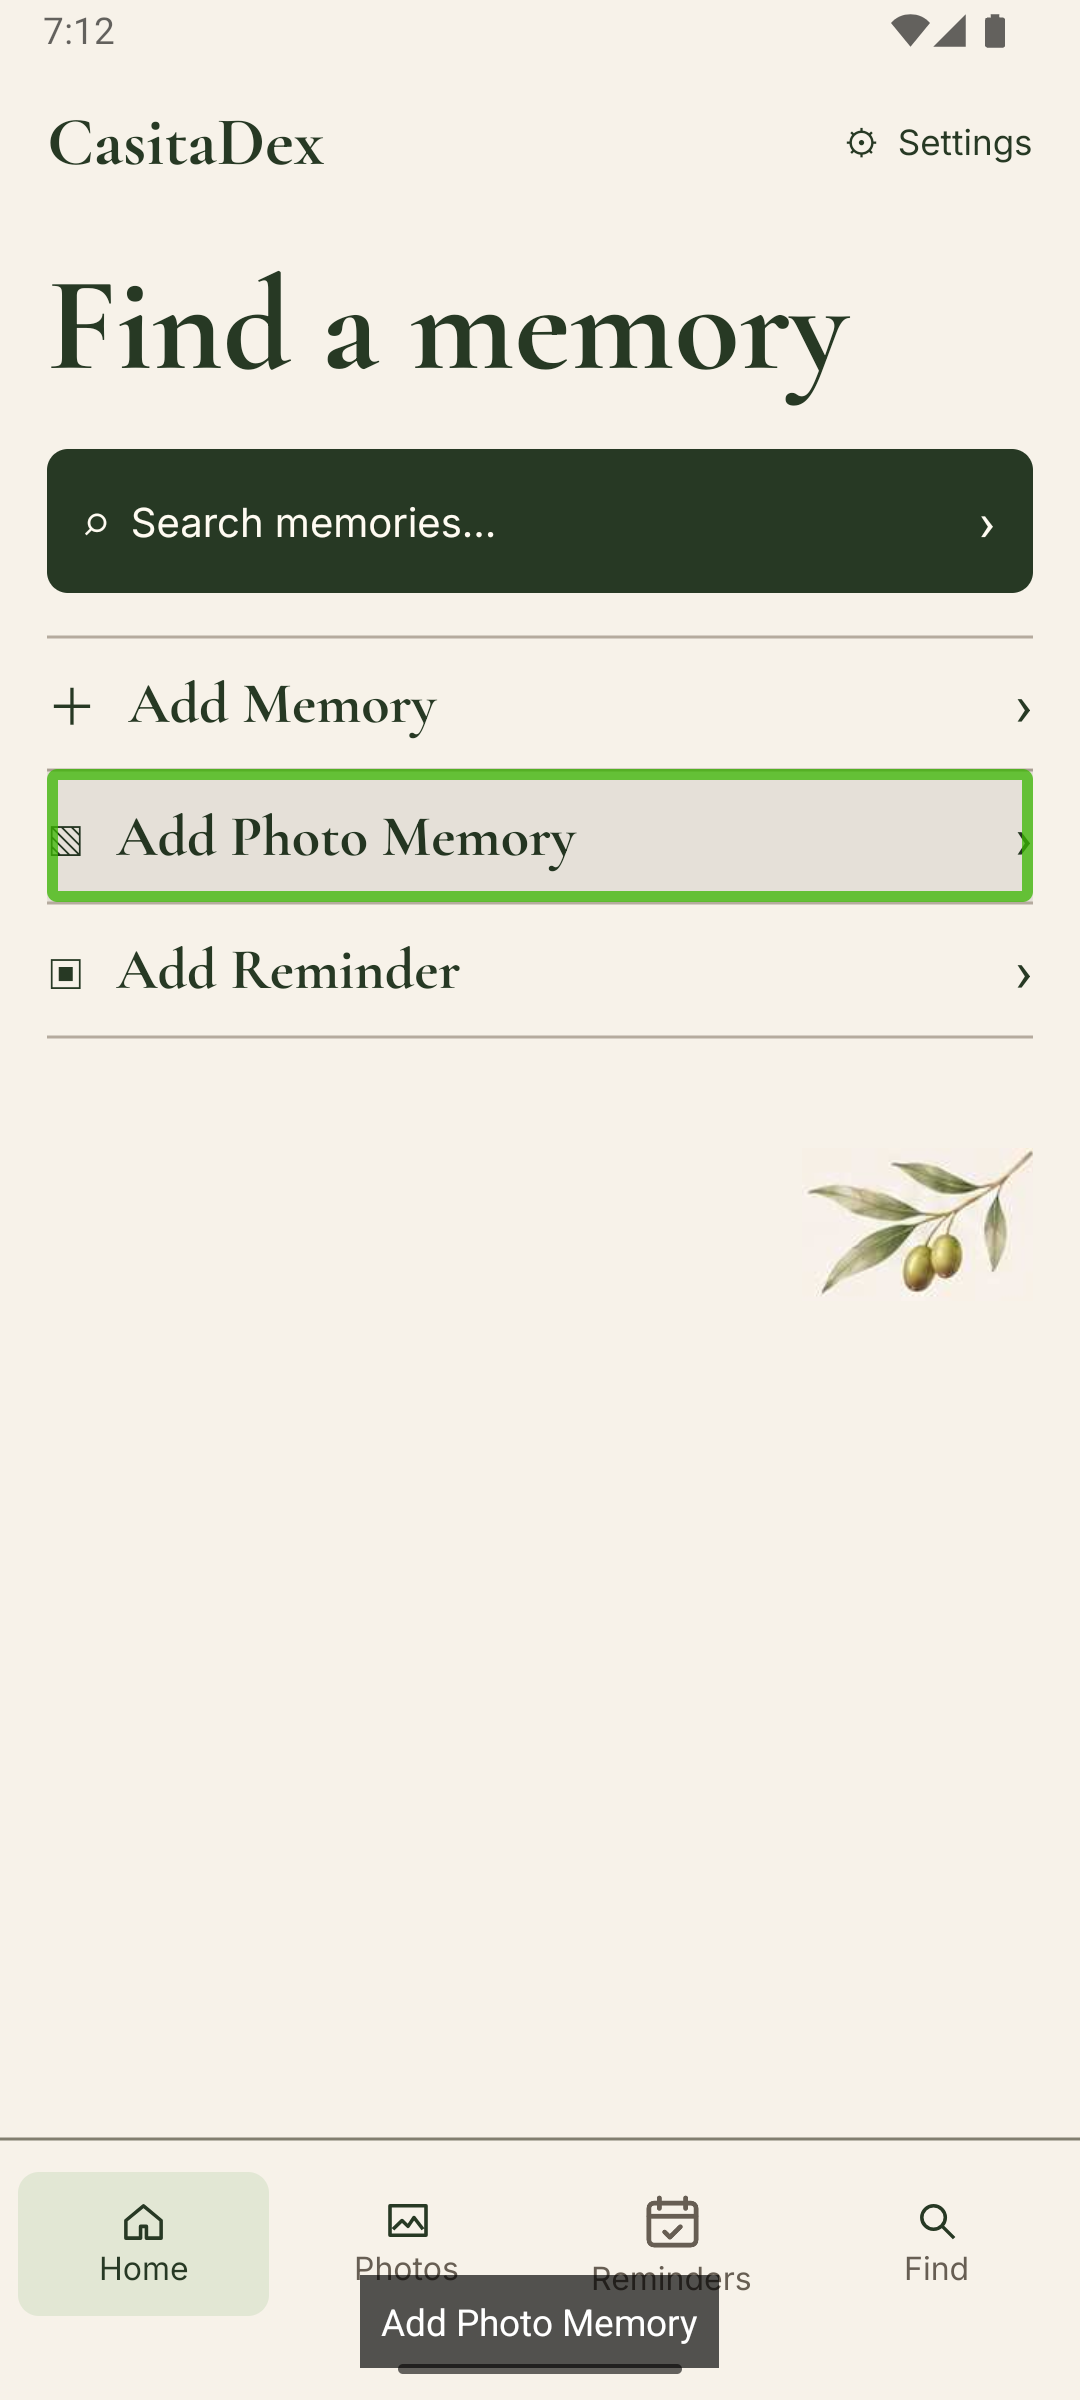 7:12
CasitaDex
Settings
Find a memory
Search memories...
Add Memory
Add Photo Memory
Add Reminder
Home
Photos
Reminders
Find
Add Photo Memory